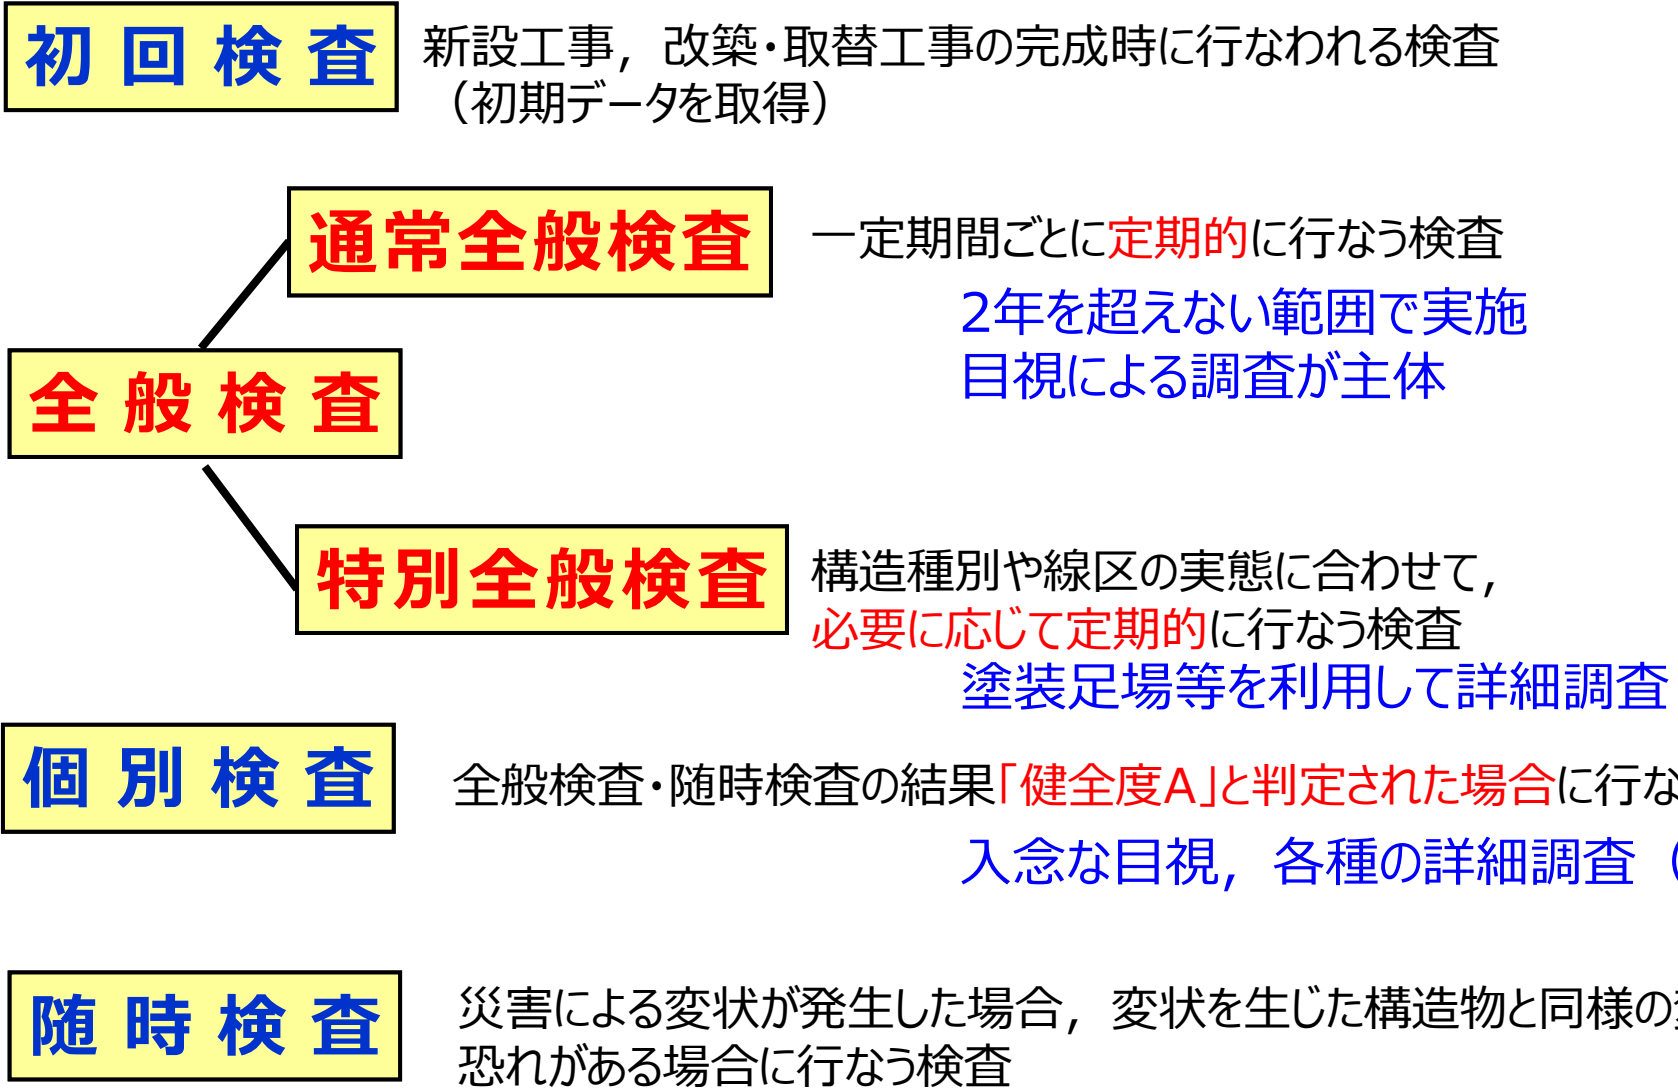 初回検査
新設工事，改築・取替工事の完成時に行なわれる検査
（初期データを取得）
通常全般検査
一定期間ごとに定期的に行なう検査
2年を超えない範囲で実施
目視による調査が主体
全般検査
特別全般検査
構造種別や線区の実態に合わせて，
必要に応じて定期的に行なう検査
塗装足場等を利用して詳細調査
個別検査
全般検査・随時検査の結果「健全度A」と判定された場合に行な
入念な目視，各種の詳細調査（
随時検査
災害による変状が発生した場合，変状を生じた構造物と同様の
恐れがある場合に行なう検査